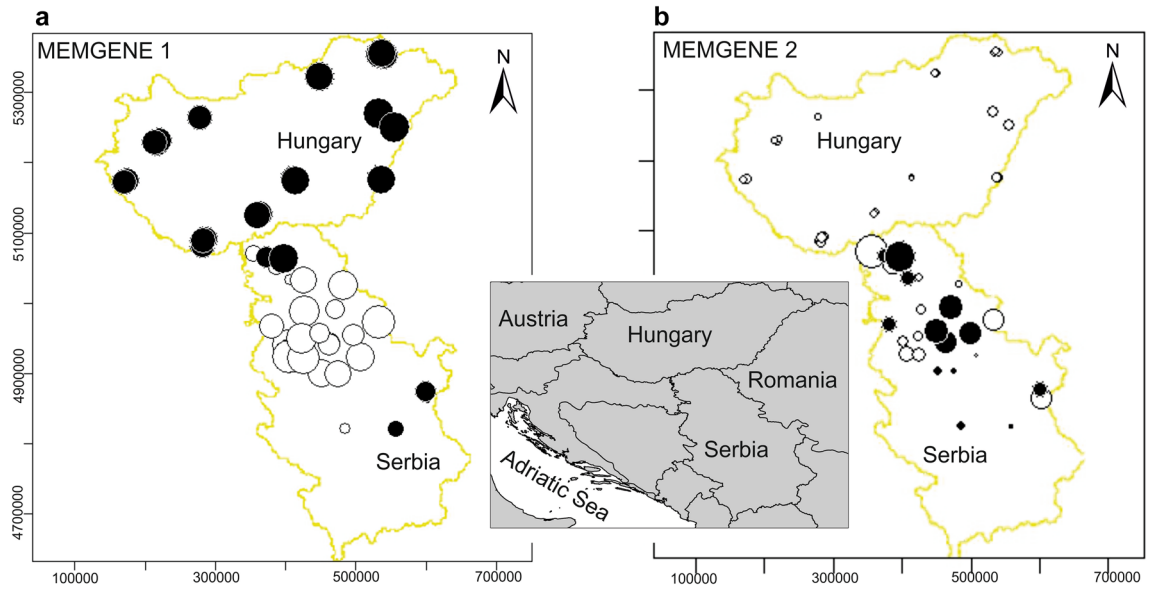 a
MEMGENE 1
N
Hungary
Serbia
5300000
5100000
4900000
4700000
100000
300000
500000
700000
b
MEMGENE 2
N
Hungary
Serbia
100000
300000
500000
700000
Austria
Hungary
Romania
Serbia
Adriatic Sea